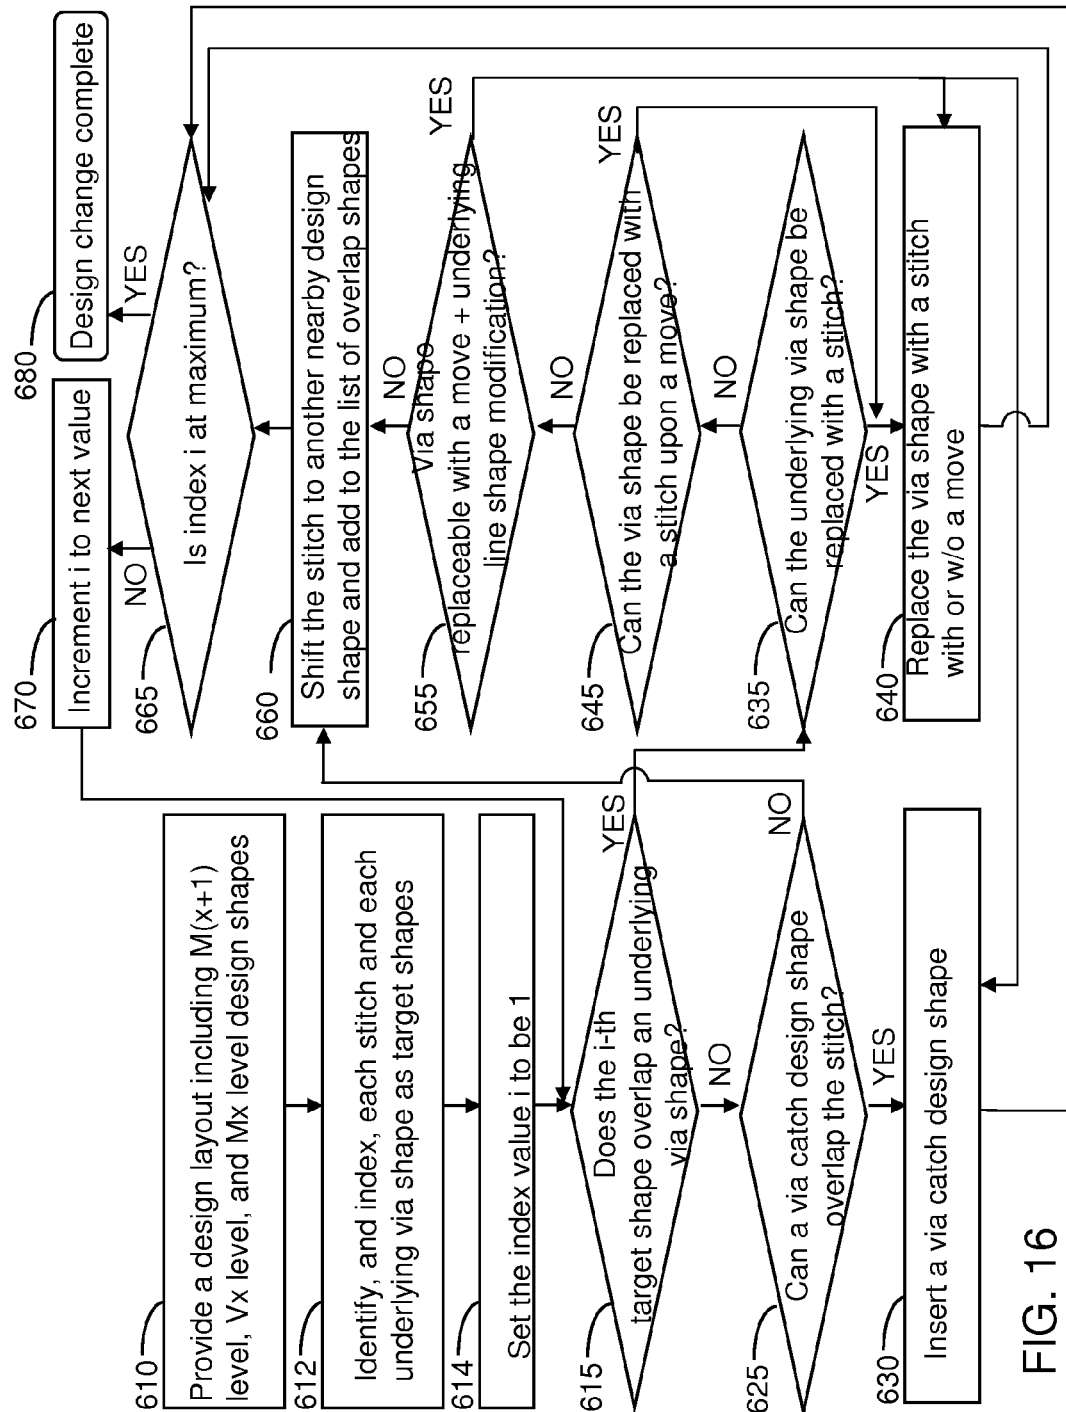 610
Provide a design layout including M(x+1)
level, Vx level, and Mx level design shapes
612
Identify, and index, each stitch and each
underlying via shape as target shapes
614
Set the index value i to be 1
615
Does the i-th
target shape overlap an underlying
via shape?
YES
NO
625
Can a via catch design shape
overlap the stitch?
NO
YES
630
Insert a via catch design shape
670
Increment i to next value
680
Design change complete
NO
YES
665
Is index i at maximum?
660
Shift the stitch to another nearby design
shape and add to the list of overlap shapes
NO
655
Via shape
replaceable with a move + underlying
line shape modification?
YES
NO
645
Can the via shape be replaced with
a stitch upon a move?
YES
NO
635
Can the underlying via shape be
replaced with a stitch?
YES
640
Replace the via shape with a stitch
with or w/o a move
FIG. 16